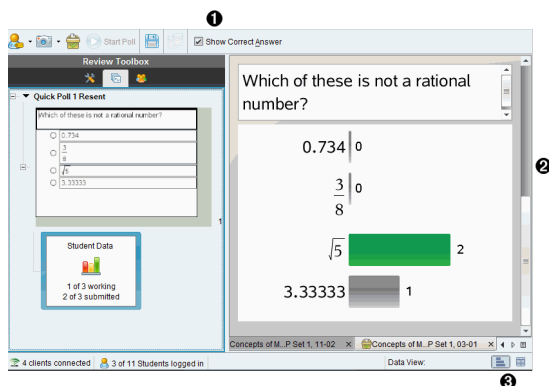 ❶
Start Poll
Show Correct Answer
Review Toolbox
Quick Poll 1 Resent
Which of these is not a rational number?
0.734
3
8
√5
3.33333
1
Student Data
1 of 3 working
2 of 3 submitted
Which of these is not a rational
number?
0.734 0
3
8
0
√5 2
3.33333 1
❷
Concepts of M...P Set 1, 11-02
Concepts of M...P Set 1, 03-01
4 clients connected
3 of 11 Students logged in
Data View:
❸